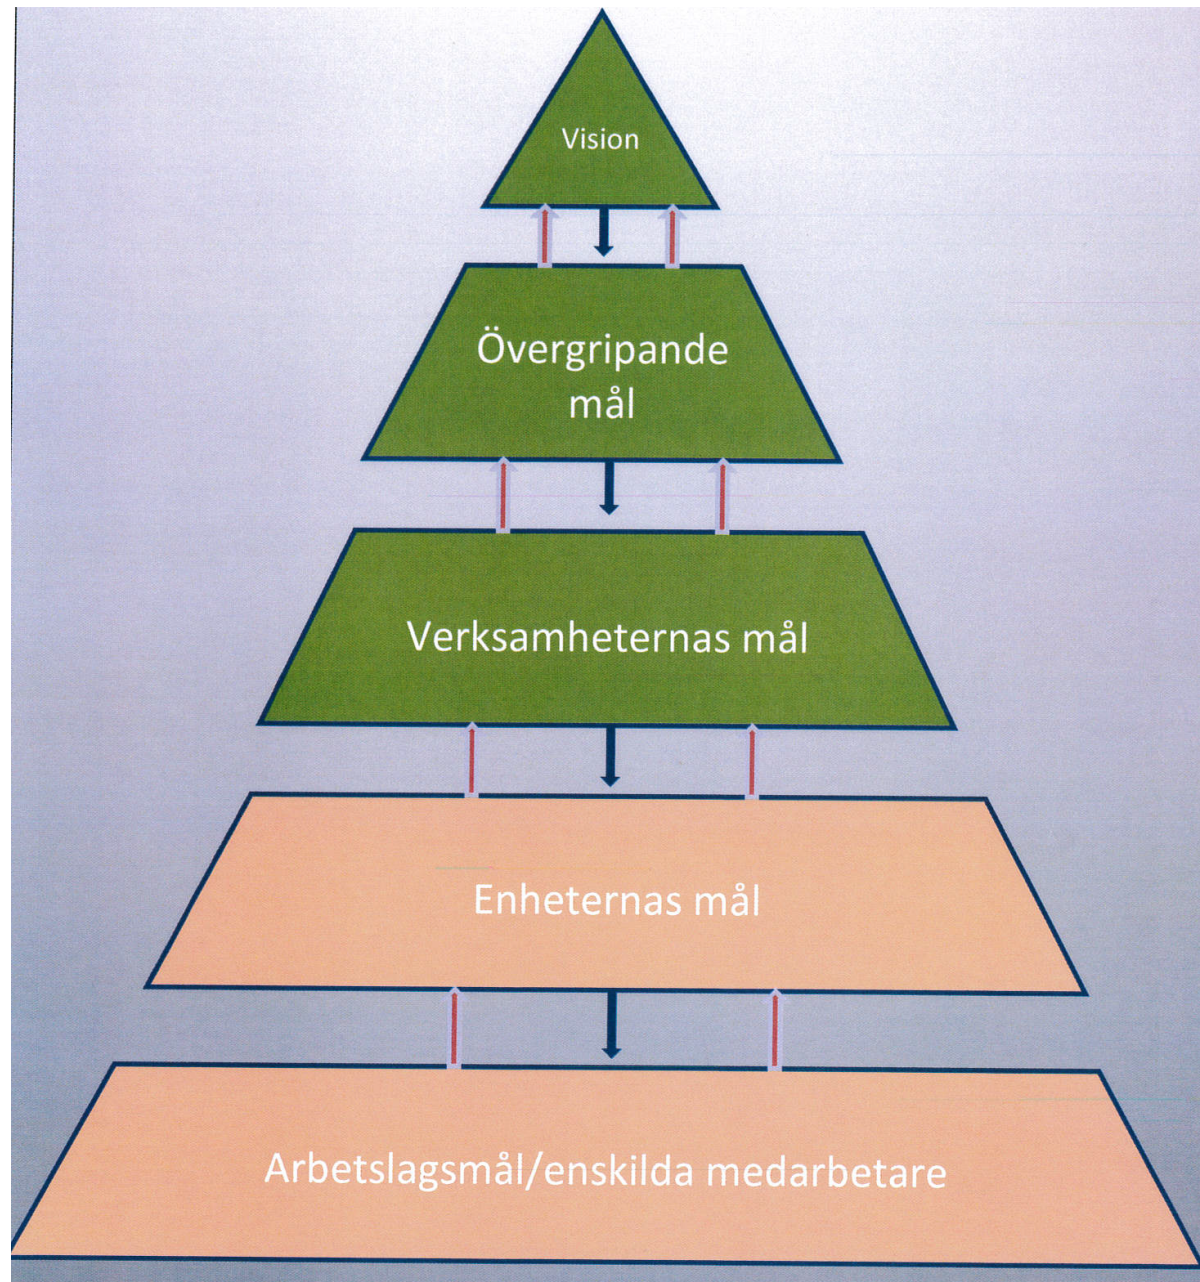 Vision
Övergripande
mål
Verksamheternas mål
Enheternas mål
Arbetslagsmål/enskilda medarbetare